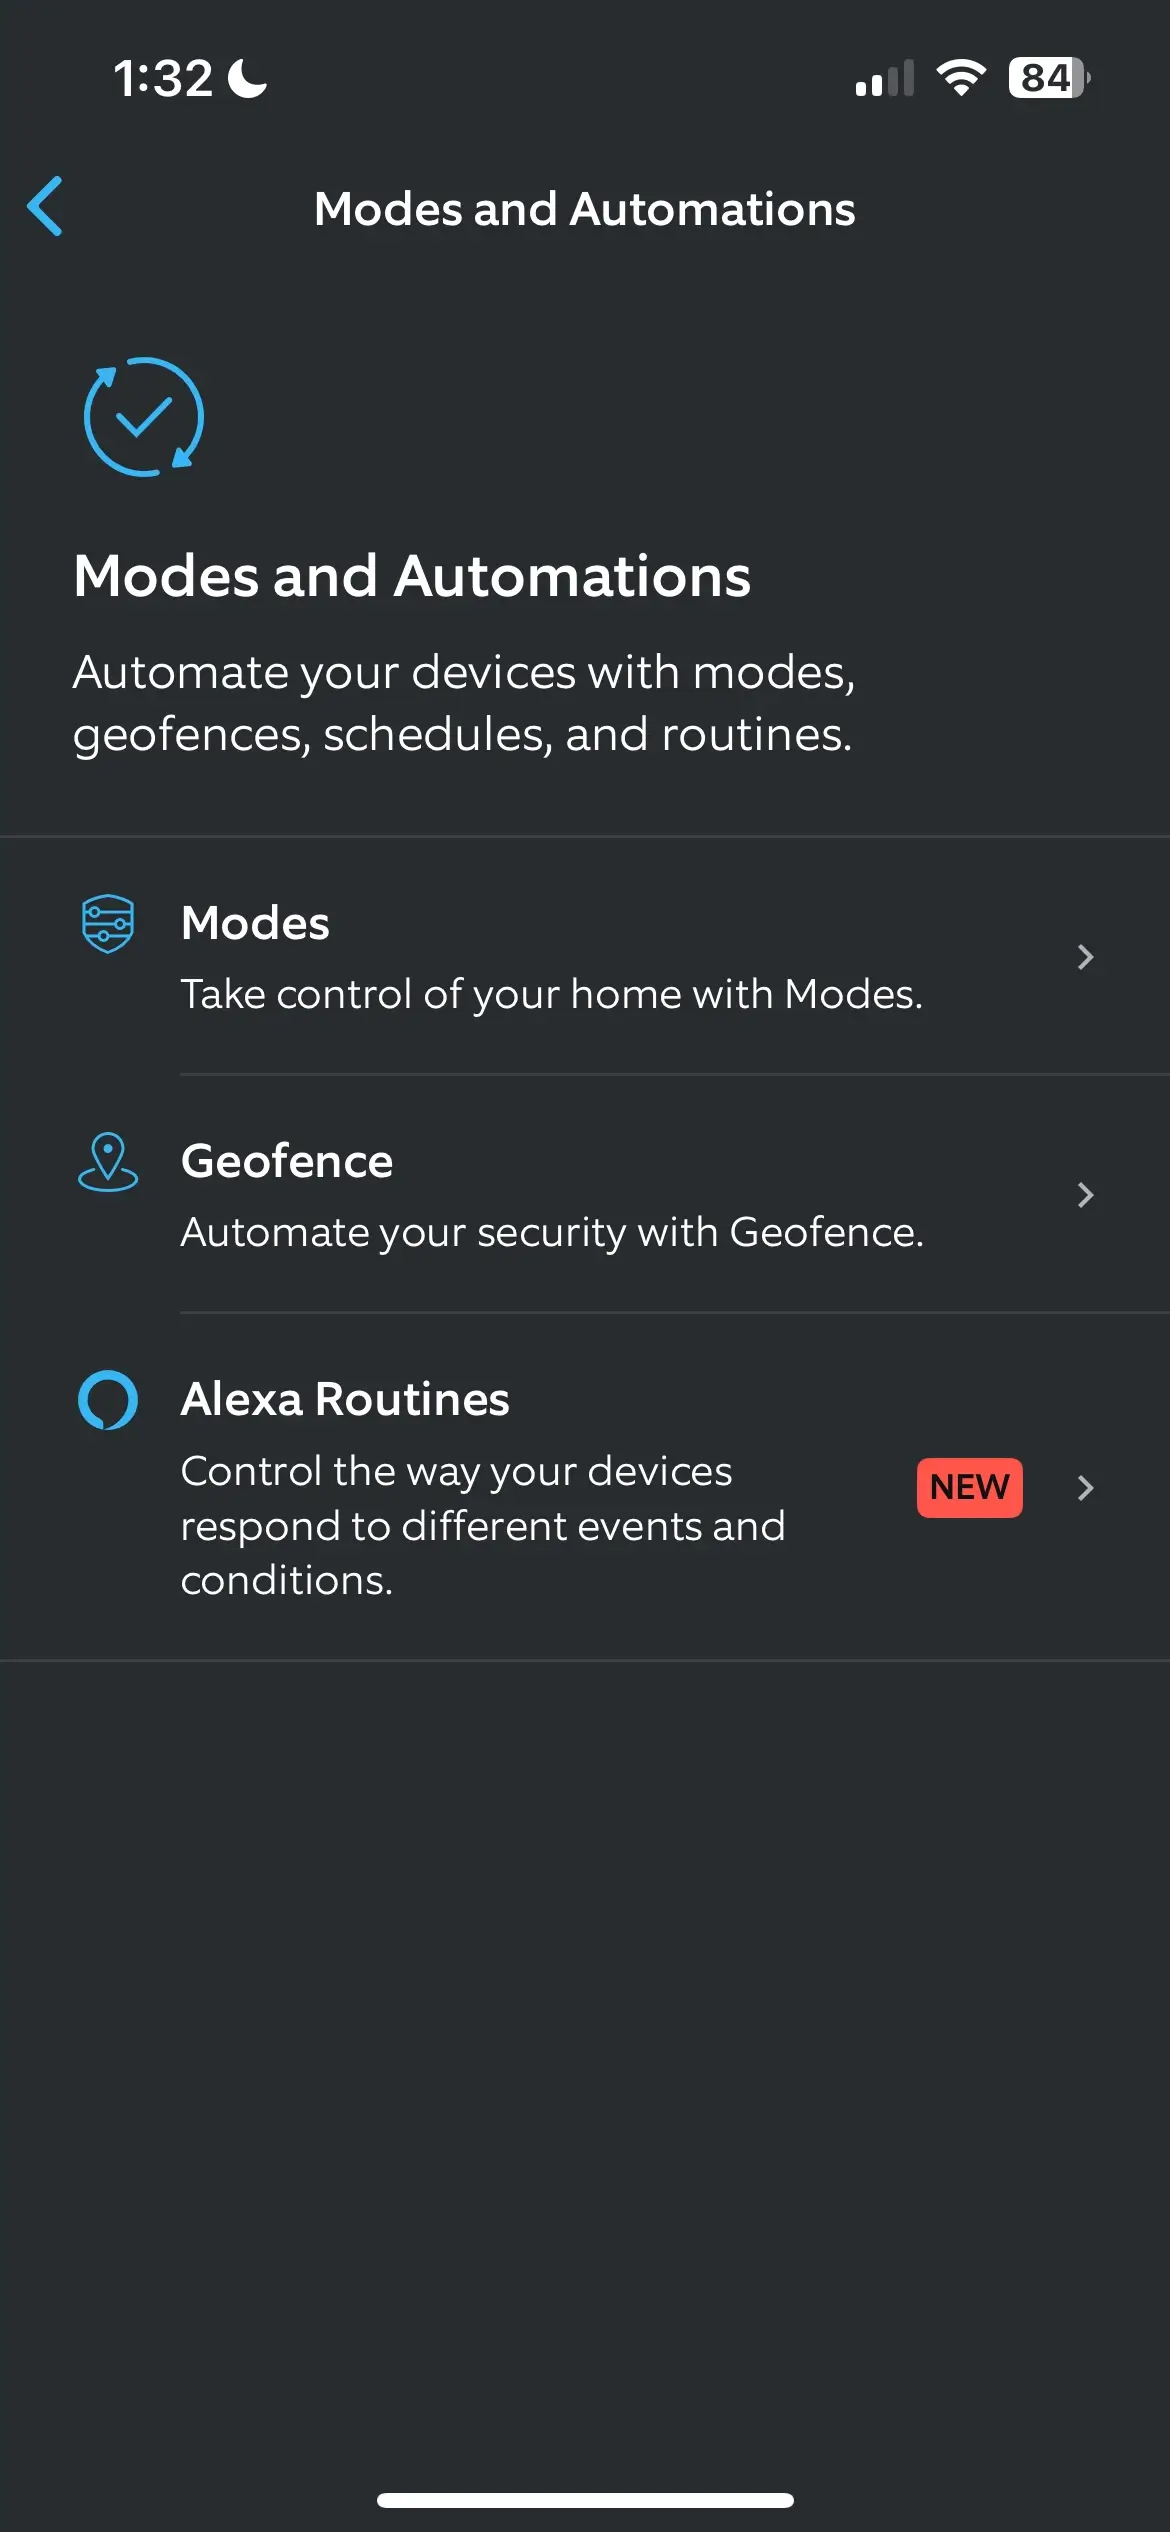 1:32
84
Modes and Automations
Modes and Automations
Automate your devices with modes,
geofences, schedules, and routines.
Modes
Take control of your home with Modes.
Geofence
Automate your security with Geofence.
Alexa Routines
Control the way your devices
respond to different events and
conditions.
NEW